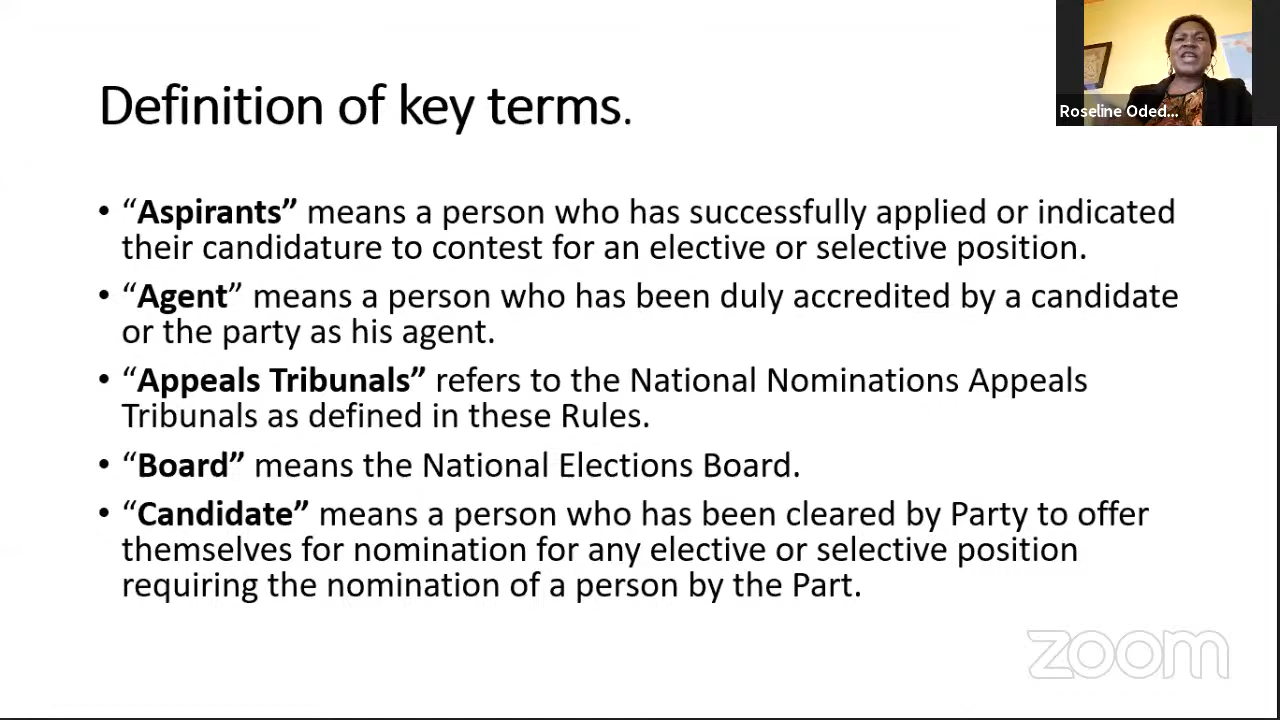 Definition of key terms.
Roseline Oded...
• “Aspirants” means a person who has successfully applied or indicated
their candidature to contest for an elective or selective position.
• “Agent” means a person who has been duly accredited by a candidate
or the party as his agent.
• “Appeals Tribunals” refers to the National Nominations Appeals
Tribunals as defined in these Rules.
• “Board” means the National Elections Board.
• “Candidate” means a person who has been cleared by Party to offer
themselves for nomination for any elective or selective position
requiring the nomination of a person by the Part.
zoom